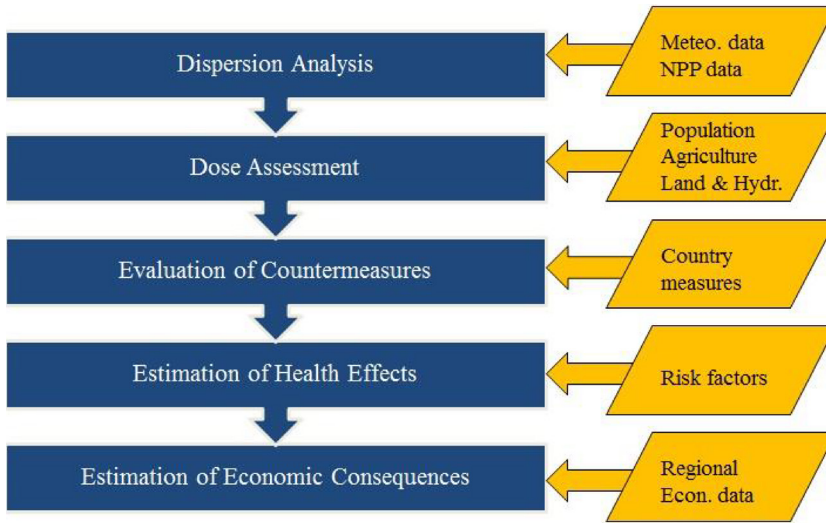 Dispersion Analysis
Meteo. data
NPP data
Dose Assessment
Population
Agriculture
Land & Hydr.
Evaluation of Countermeasures
Country
measures
Estimation of Health Effects
Risk factors
Estimation of Economic Consequences
Regional
Econ. data